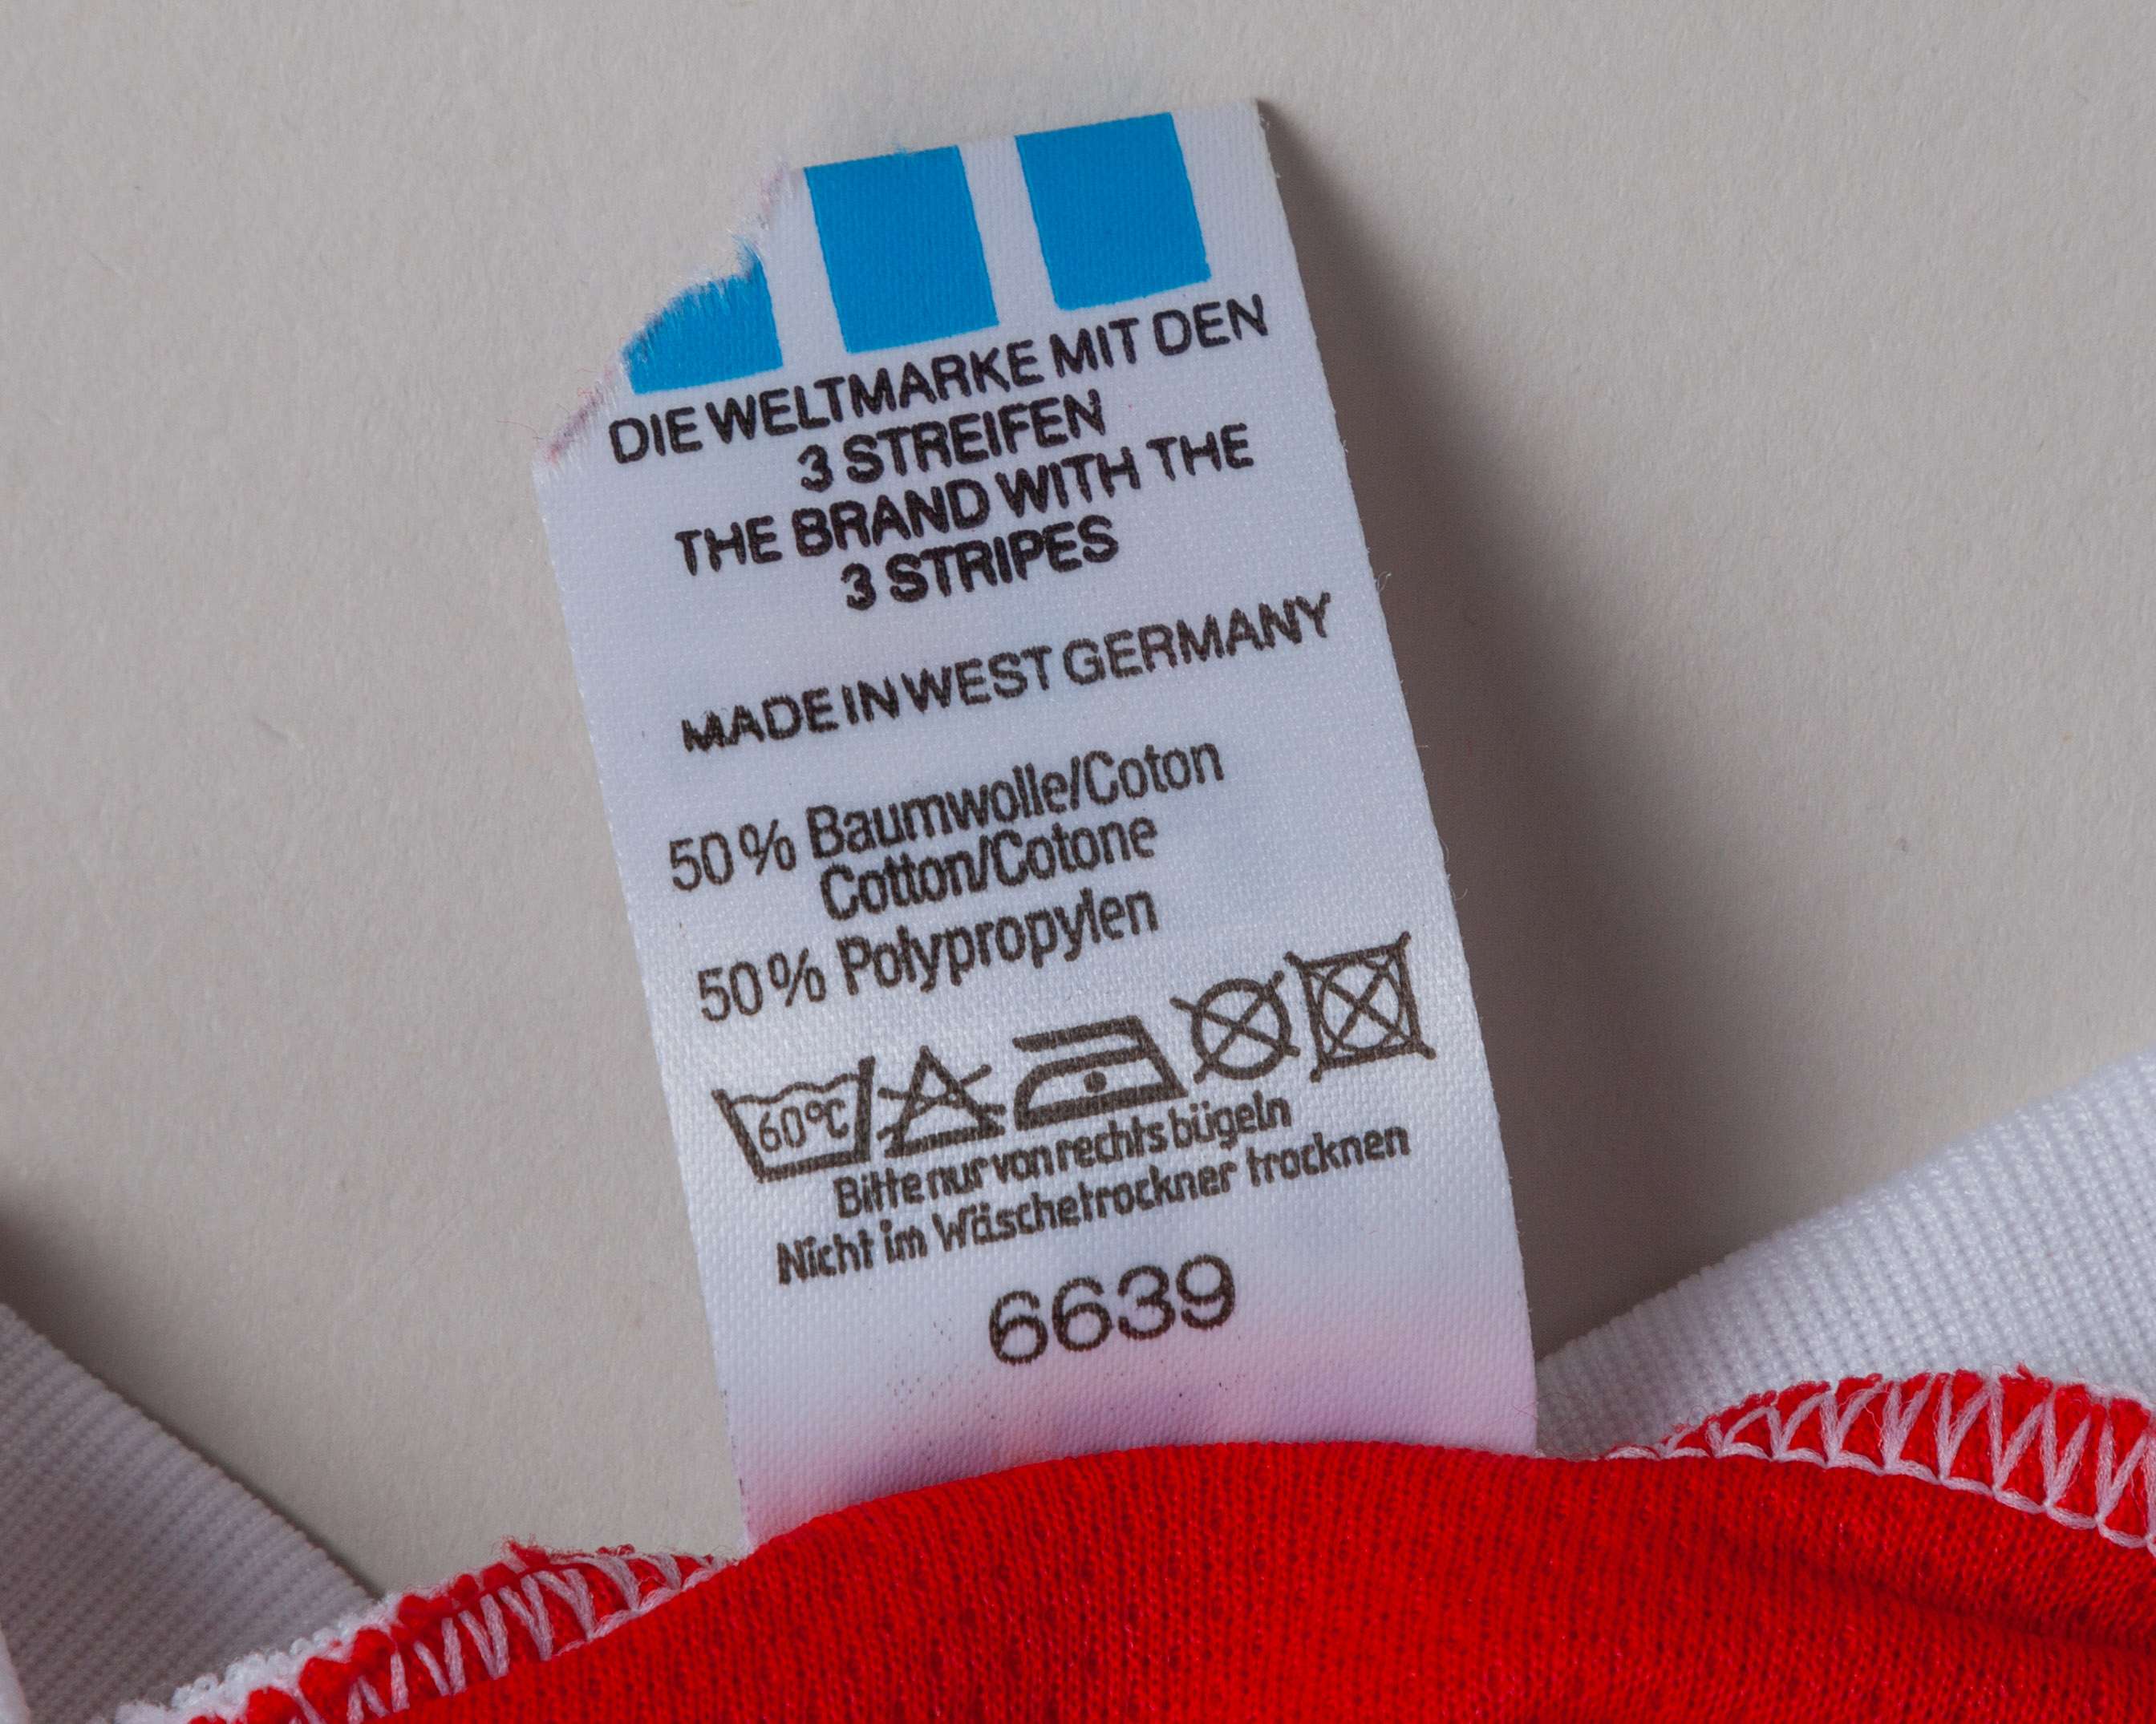 DIE WELTMARKE MIT DEN
3 STREIFEN
THE BRAND WITH THE
3 STRIPES
MADE IN WEST GERMANY
50% Baumwolle/Coton
Cotton/Cotone
50% Polypropylen
60°C
Bitte nur von rechts bügeln
Nicht im Wäschetrockner trocknen
6639